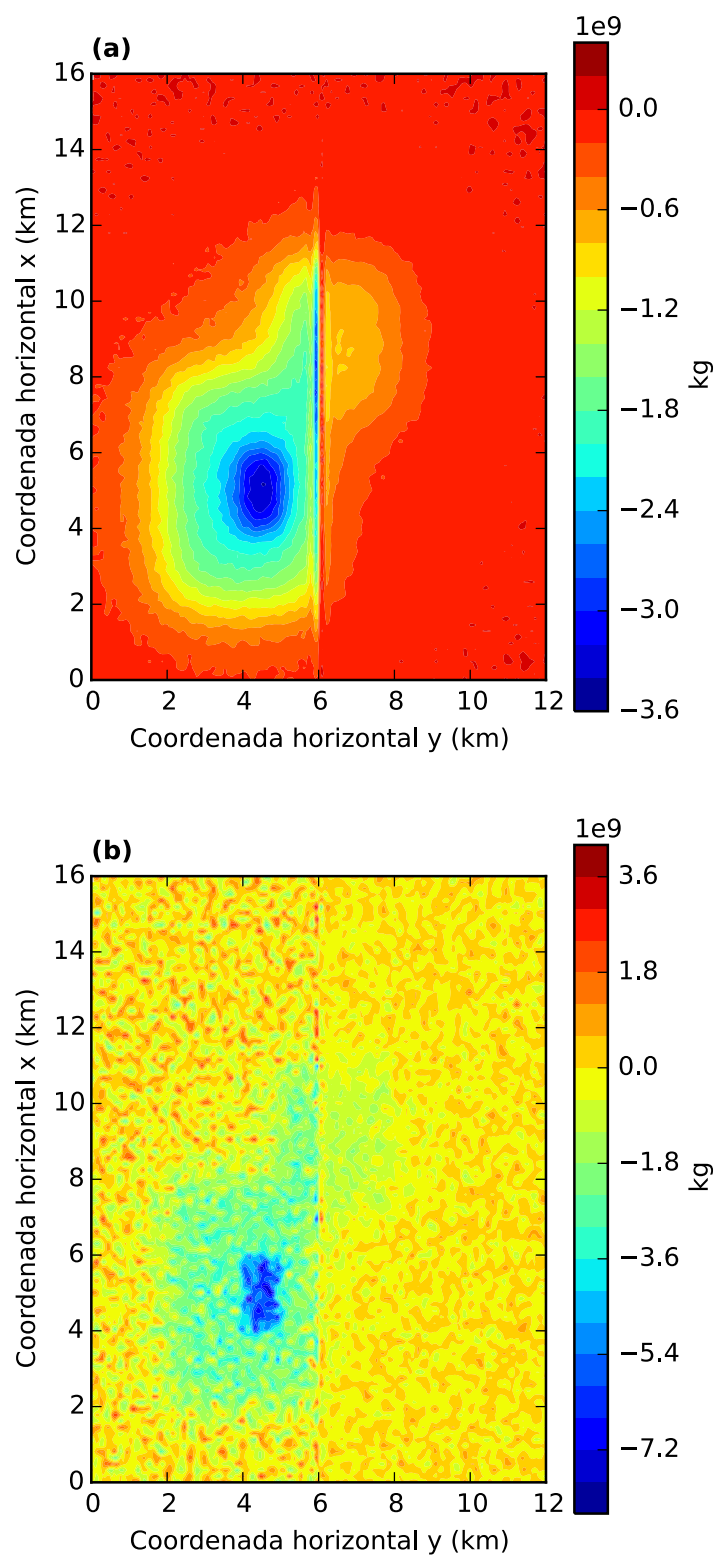 (a)
1e9
16
14
12
10
8
6
4
2
0
0 2 4 6 8 10 12
Coordenada horizontal x (km)
Coordenada horizontal y (km)
0.0
−0.6
−1.2
−1.8
−2.4
−3.0
−3.6
kg
(b)
1e9
16
14
12
10
8
6
4
2
0
0 2 4 6 8 10 12
Coordenada horizontal x (km)
Coordenada horizontal y (km)
3.6
1.8
0.0
−1.8
−3.6
−5.4
−7.2
kg